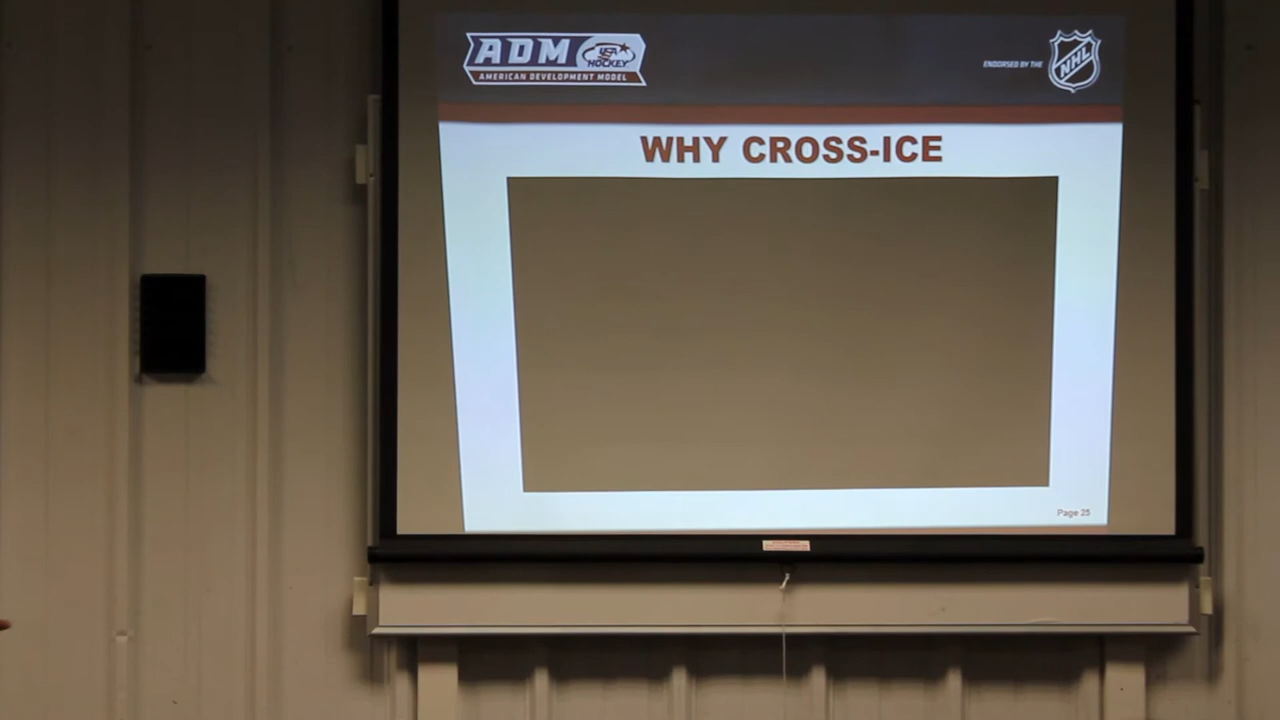 ADM
USA
HOCKEY
AMERICAN DEVELOPMENT MODEL
ENDORSED BY THE
NHL
WHY CROSS-ICE
Page 25